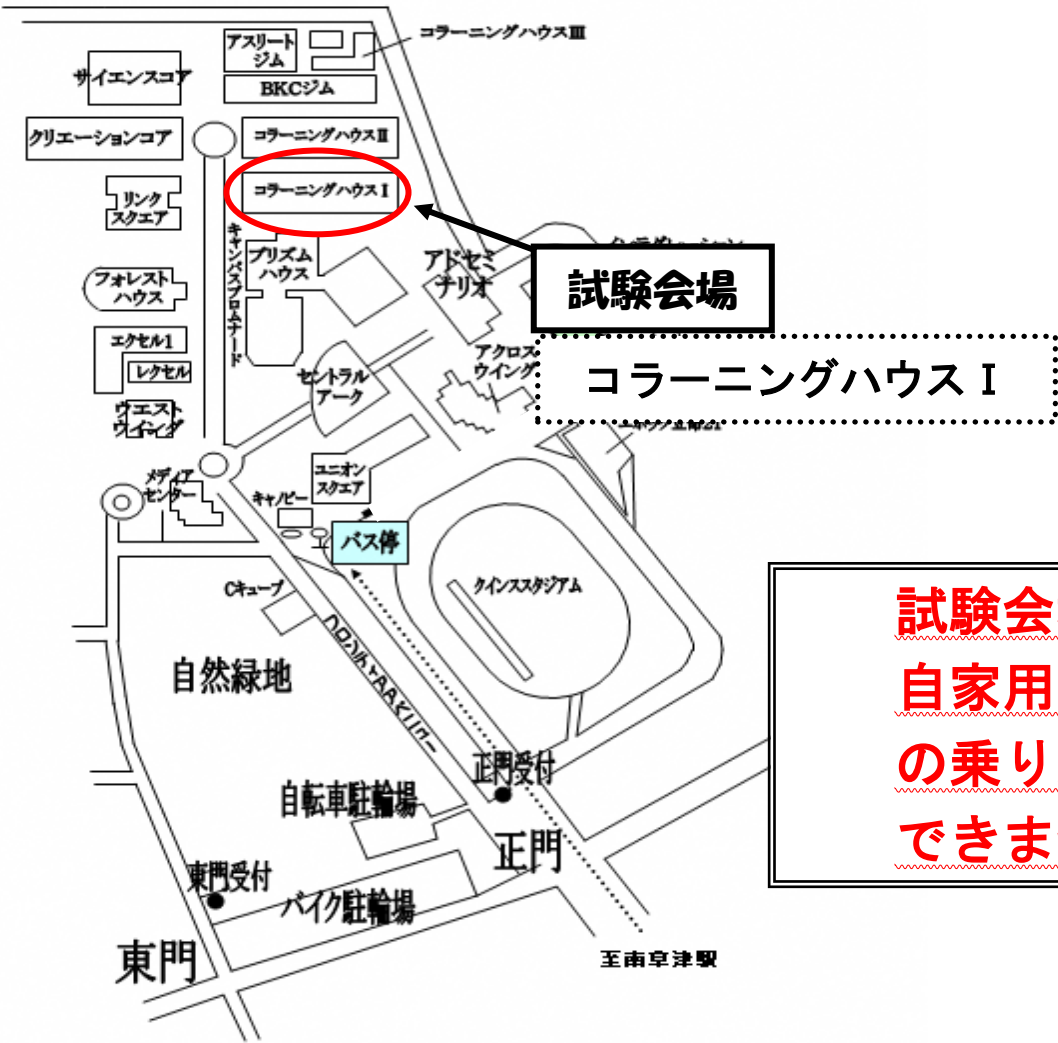 コラーニングハウスⅢ
アスリート
ジム
サイエンスコア
BKCジム
クリエーションコア
コラーニングハウスⅡ
コラーニングハウスⅠ
リンク
スクエア
キャンパスプロムナード
プリズム
ハウス
アドセミ
ナリオ
試験会場
フォレスト
ハウス
エクセル1
レクセル
アクロス
ウイング
コラーニングハウスⅠ
セントラル
アーク
ウエスト
ウイング
メディア
センター
ユニオン
スクエア
キャノピー
バス停
Cキューブ
クインススタジアム
試験会
自家用
の乗り
できま
自然緑地
正門受付
自転車駐輪場
正門
東門受付
バイク駐輪場
東門
至南草津駅